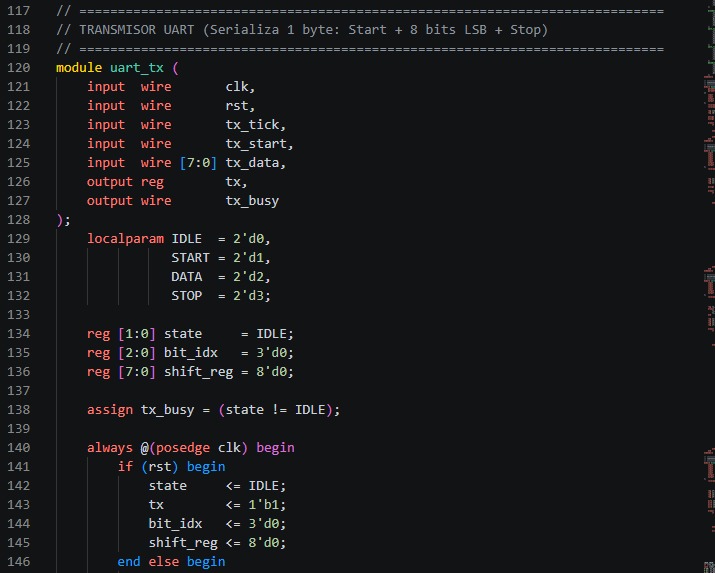 117 // ===========================================================================
118 // TRANSMISOR UART (Serializa 1 byte: Start + 8 bits LSB + Stop)
119 // ===========================================================================
120 module uart_tx (
121     input  wire       clk,
122     input  wire       rst,
123     input  wire       tx_tick,
124     input  wire       tx_start,
125     input  wire [7:0] tx_data,
126     output reg        tx,
127     output wire       tx_busy
128 );
129     localparam IDLE  = 2'd0,
130                START = 2'd1,
131                DATA  = 2'd2,
132                STOP  = 2'd3;
133
134     reg [1:0] state     = IDLE;
135     reg [2:0] bit_idx   = 3'd0;
136     reg [7:0] shift_reg = 8'd0;
137
138     assign tx_busy = (state != IDLE);
139
140     always @(posedge clk) begin
141         if (rst) begin
142             state     <= IDLE;
143             tx        <= 1'b1;
144             bit_idx   <= 3'd0;
145             shift_reg <= 8'd0;
146         end else begin